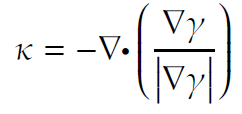 κ = −∇•(∇γ / |∇γ|)